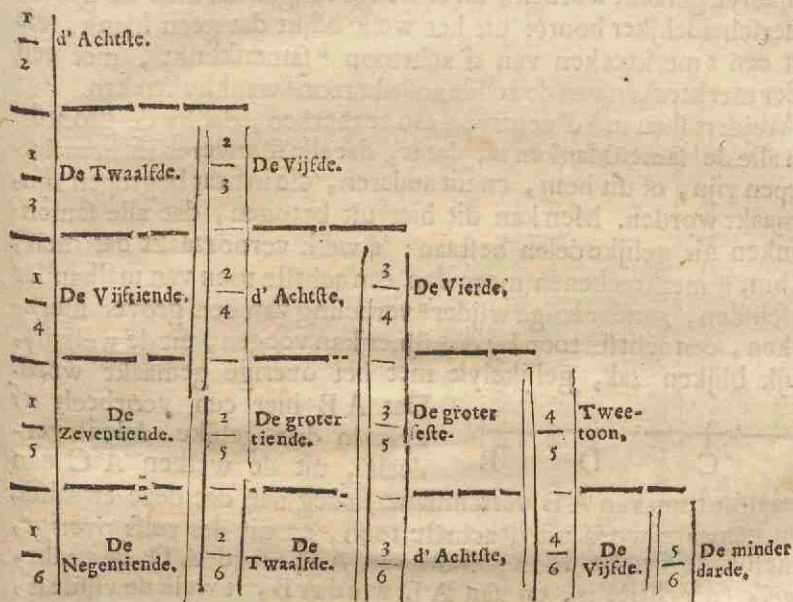 1/2 d' Achtſte.
1/3 De Twaalfde. 2/3 De Vijfde.
1/4 De Vijftiende. 2/4 d' Achtſte, 3/4 De Vierde,
1/5 De Zeventiende. 2/5 De groter tiende. 3/5 De groter ſeſte. 4/5 Twee-toon,
1/6 De Negentiende. 2/6 De Twaalfde. 3/6 d' Achtſte, 4/6 De Vijfde. 5/6 De minder darde,